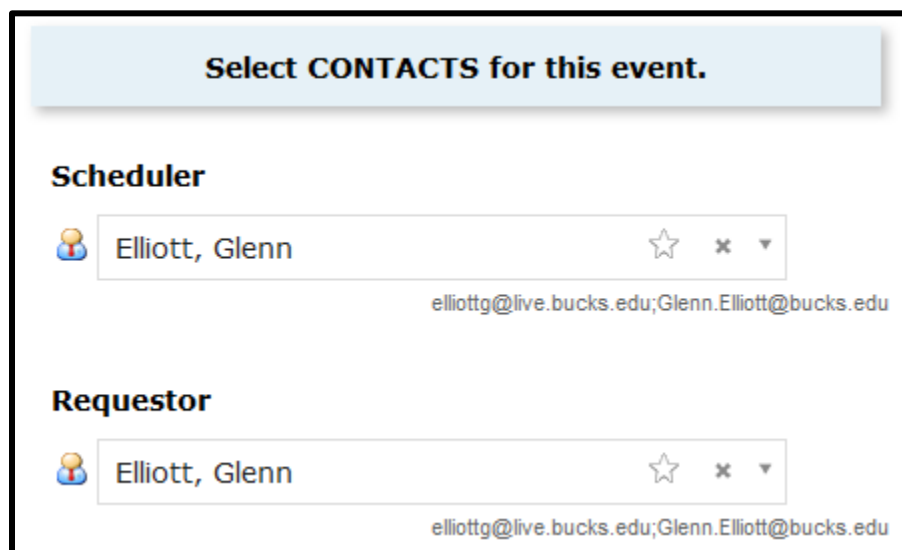 Select CONTACTS for this event.
Scheduler
Elliott, Glenn
elliottg@live.bucks.edu;Glenn.Elliott@bucks.edu
Requestor
Elliott, Glenn
elliottg@live.bucks.edu;Glenn.Elliott@bucks.edu